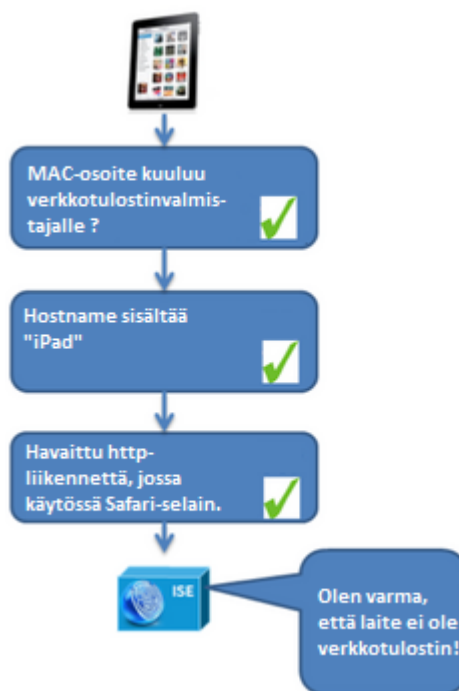 MAC-osoite kuuluu
verkkotulostinvalmis-
tajalle ?
Hostname sisältää
"iPad"
Havaittu http-
liikennettä, jossa
käytössä Safari-selain.
ISE
Olen varma,
että laite ei ole
verkkotulostin!